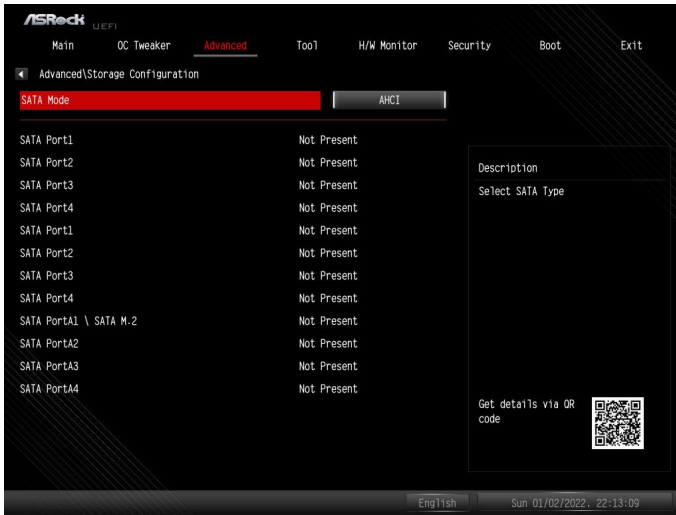 ASRock UEFI
Main OC Tweaker Advanced Tool H/W Monitor Security Boot Exit
Advanced\Storage Configuration
SATA Mode AHCI
SATA Port1 Not Present
SATA Port2 Not Present
SATA Port3 Not Present
SATA Port4 Not Present
SATA Port1 Not Present
SATA Port2 Not Present
SATA Port3 Not Present
SATA Port4 Not Present
SATA PortA1 \ SATA M.2 Not Present
SATA PortA2 Not Present
SATA PortA3 Not Present
SATA PortA4 Not Present
Description
Select SATA Type
Get details via QR
code
English Sun 01/02/2022. 22:13:09